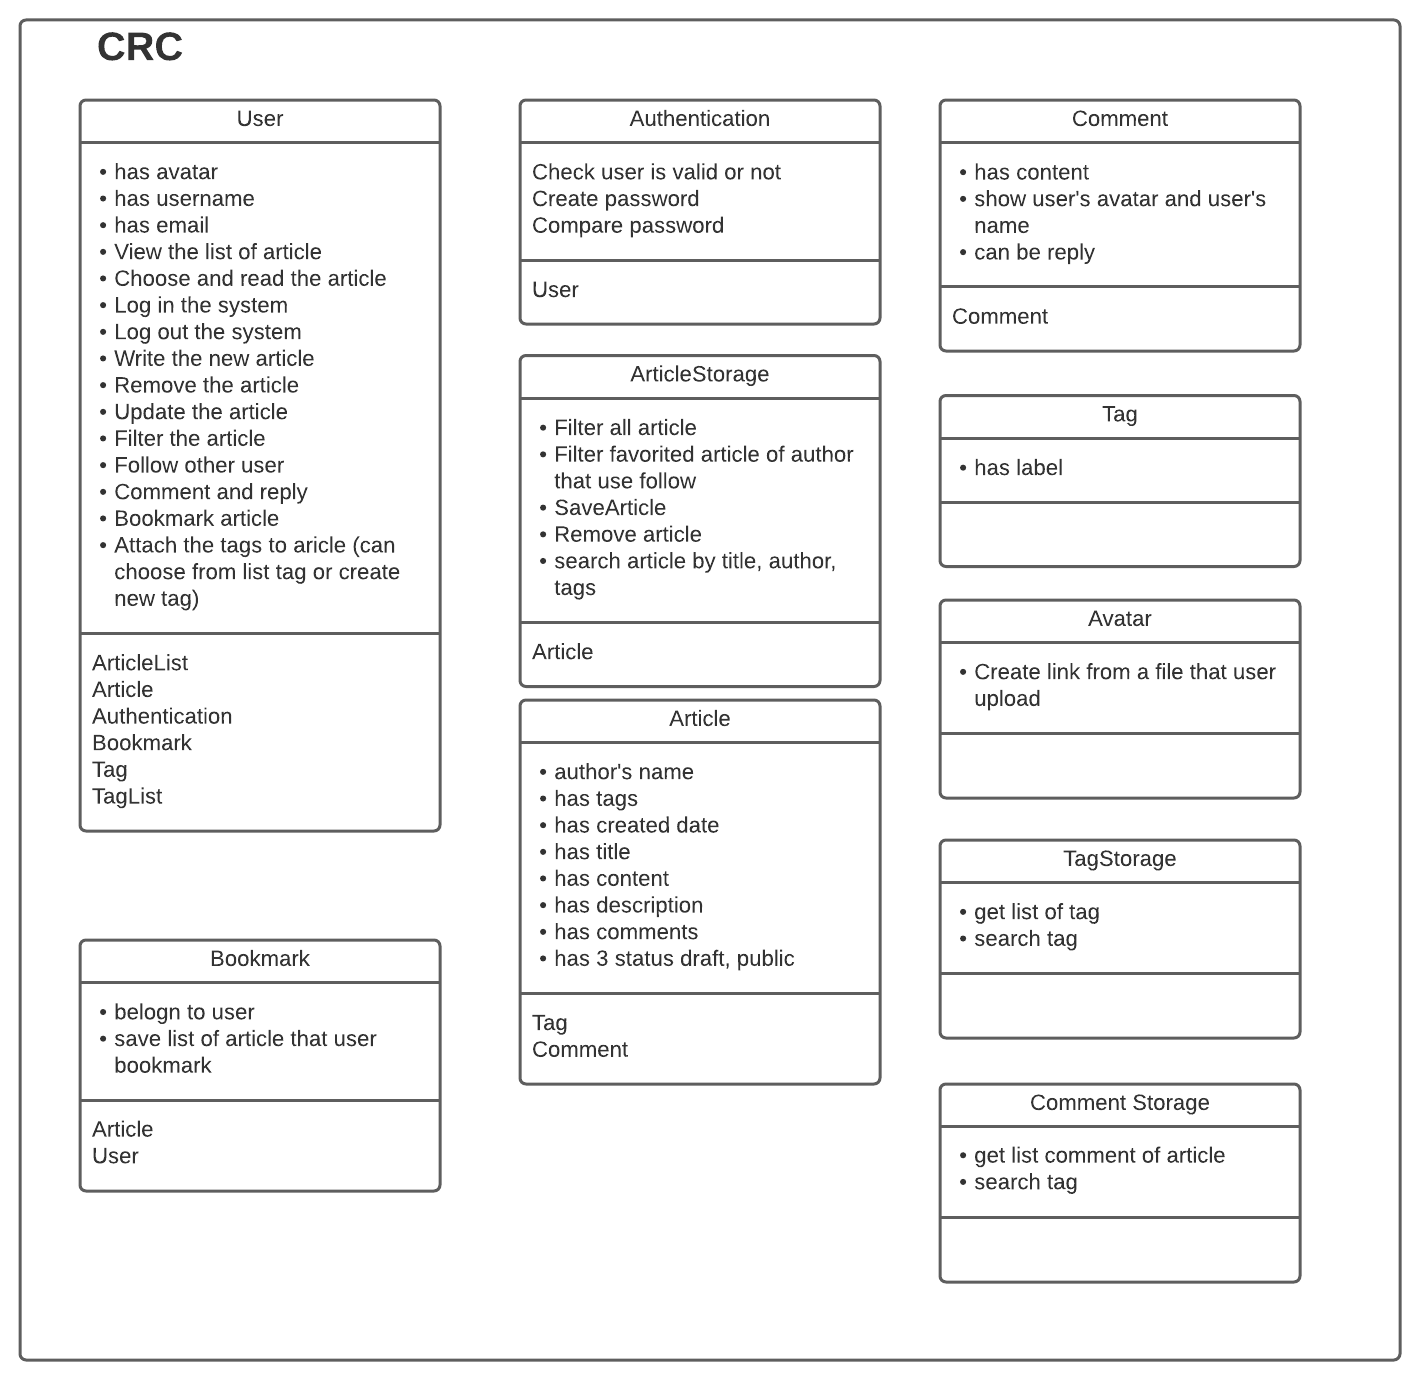 CRC
User
• has avatar
• has username
• has email
• View the list of article
• Choose and read the article
• Log in the system
• Log out the system
• Write the new article
• Remove the article
• Update the article
• Filter the article
• Follow other user
• Comment and reply
• Bookmark article
• Attach the tags to aricle (can
choose from list tag or create
new tag)
ArticleList
Article
Authentication
Bookmark
Tag
TagList
Bookmark
• belogn to user
• save list of article that user
bookmark
Article
User
Authentication
Check user is valid or not
Create password
Compare password
User
ArticleStorage
• Filter all article
• Filter favorited article of author
that use follow
• SaveArticle
• Remove article
• search article by title, author,
tags
Article
Article
• author's name
• has tags
• has created date
• has title
• has content
• has description
• has comments
• has 3 status draft, public
Tag
Comment
Comment
• has content
• show user's avatar and user's
name
• can be reply
Comment
Tag
• has label
Avatar
• Create link from a file that user
upload
TagStorage
• get list of tag
• search tag
Comment Storage
• get list comment of article
• search tag